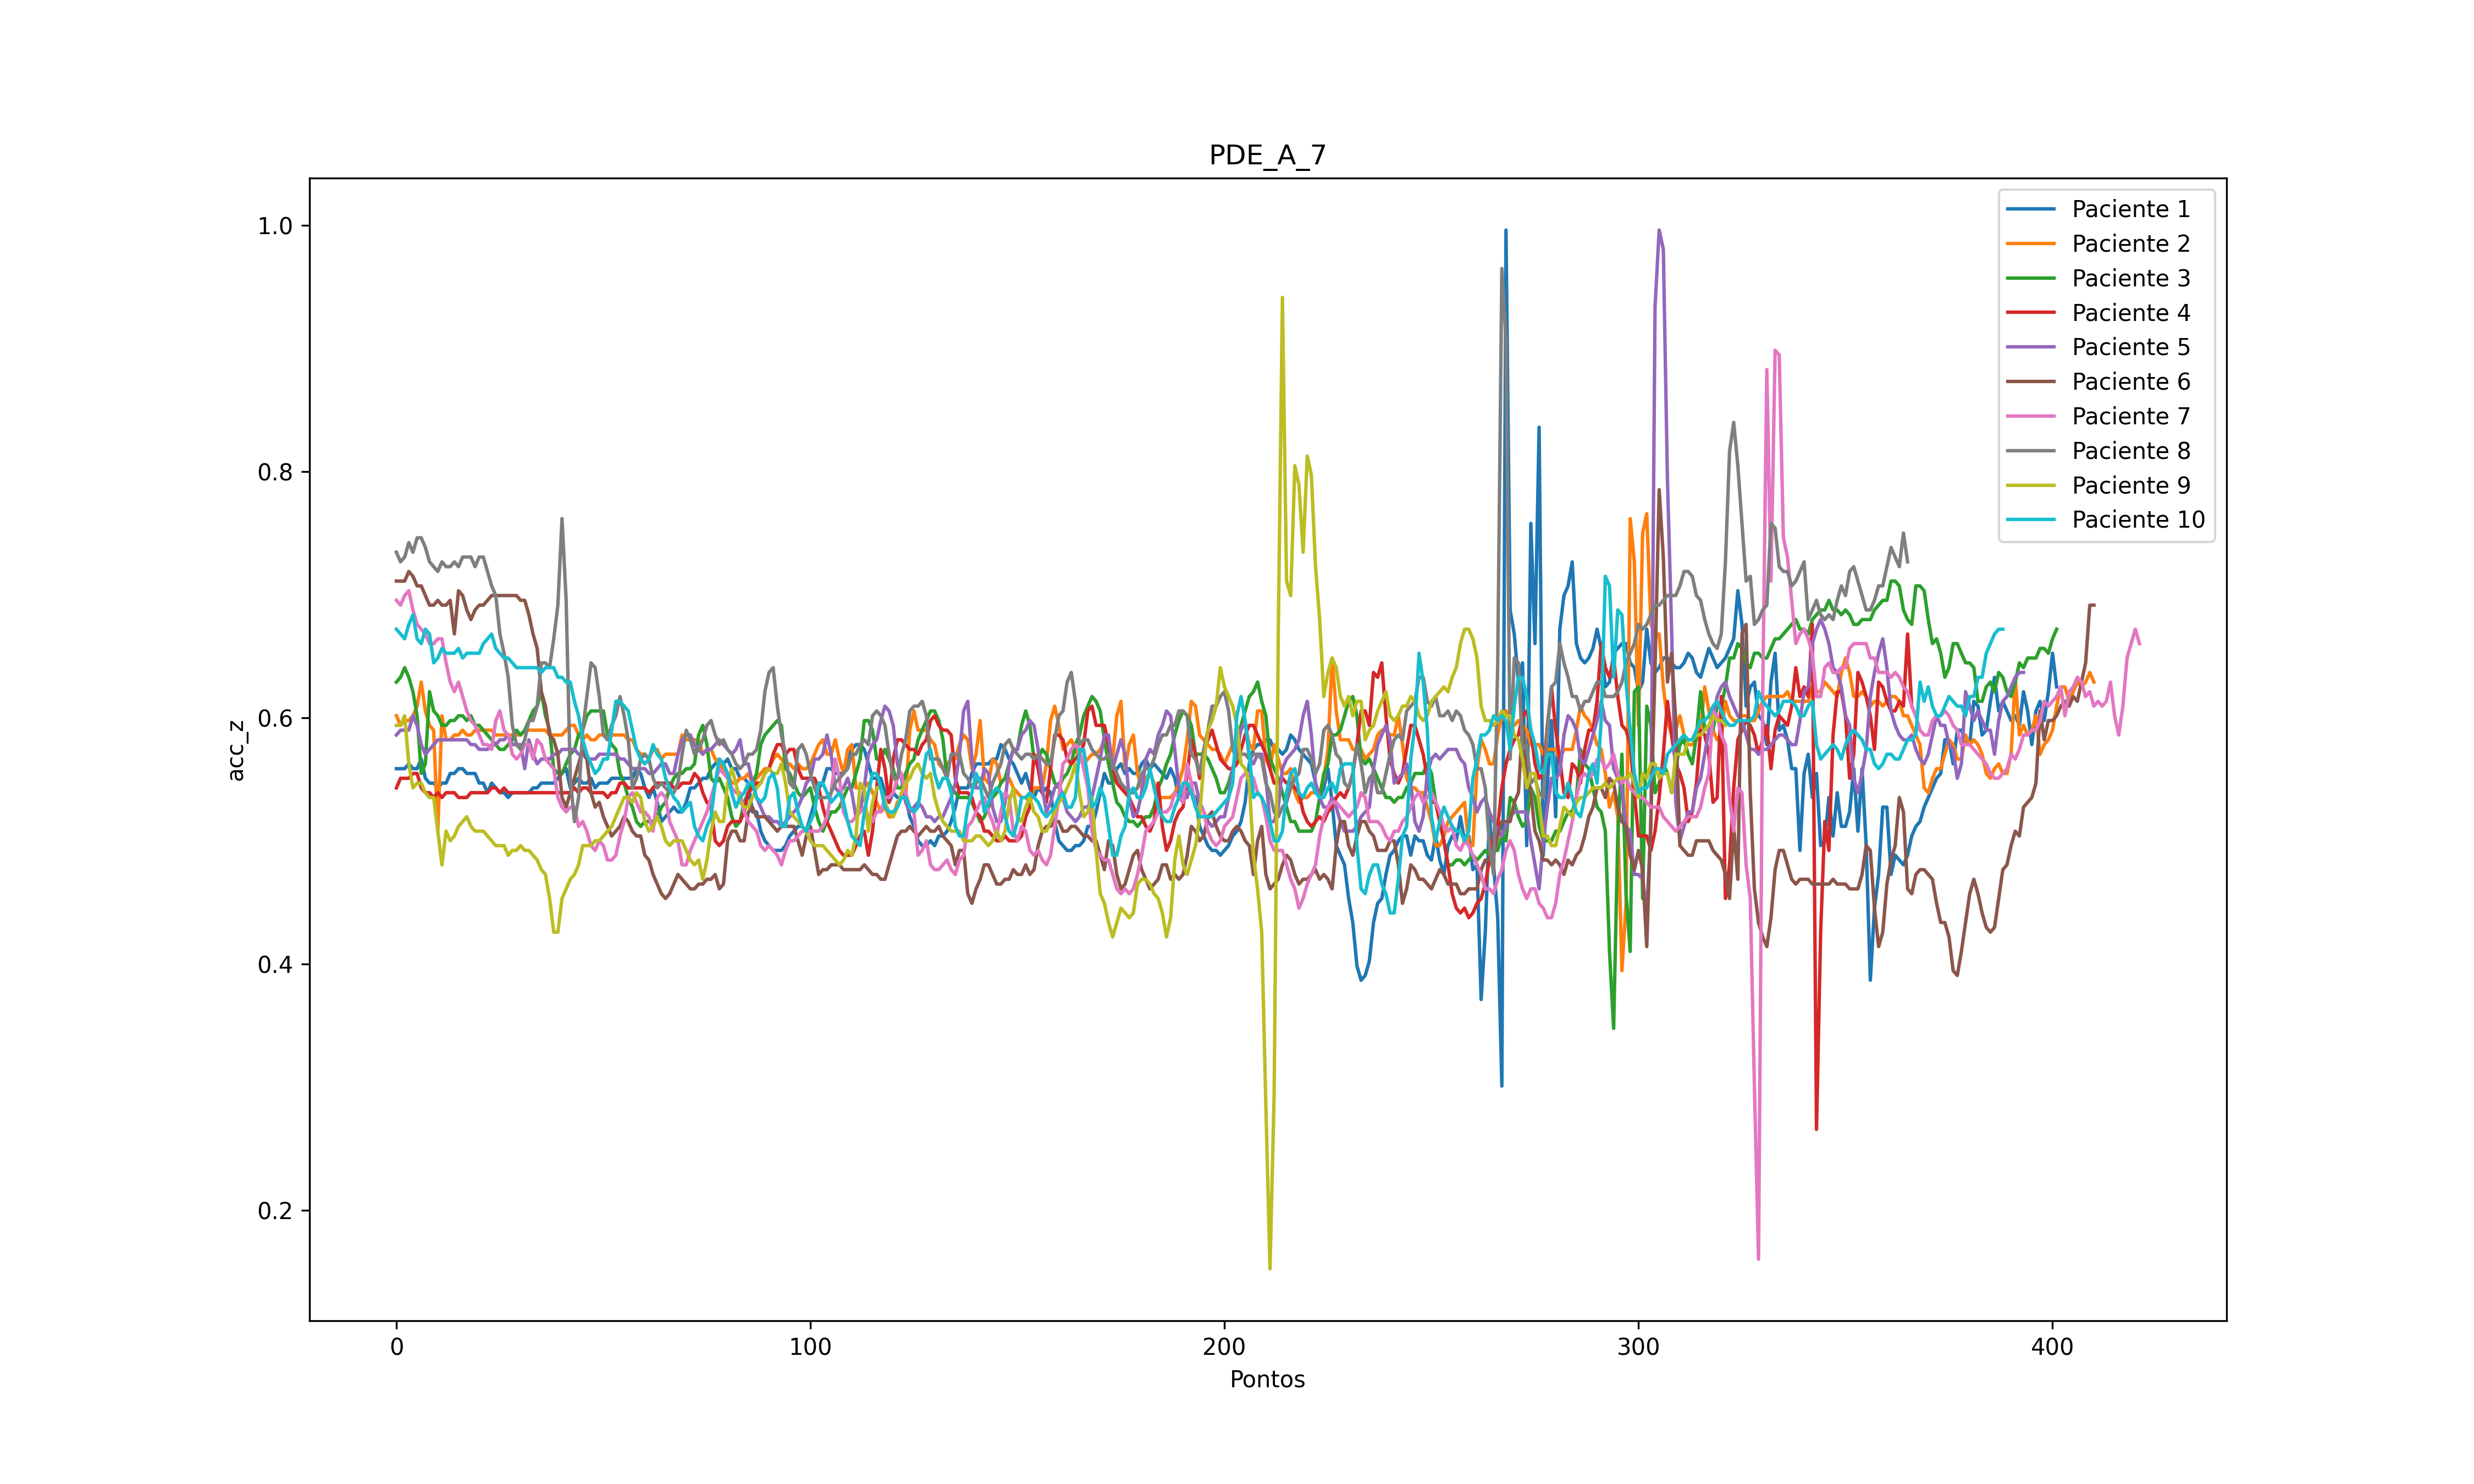 PDE_A_7
1.0
0.8
0.6
0.4
0.2
acc_z
0
100
200
300
400
Pontos
Paciente 1
Paciente 2
Paciente 3
Paciente 4
Paciente 5
Paciente 6
Paciente 7
Paciente 8
Paciente 9
Paciente 10